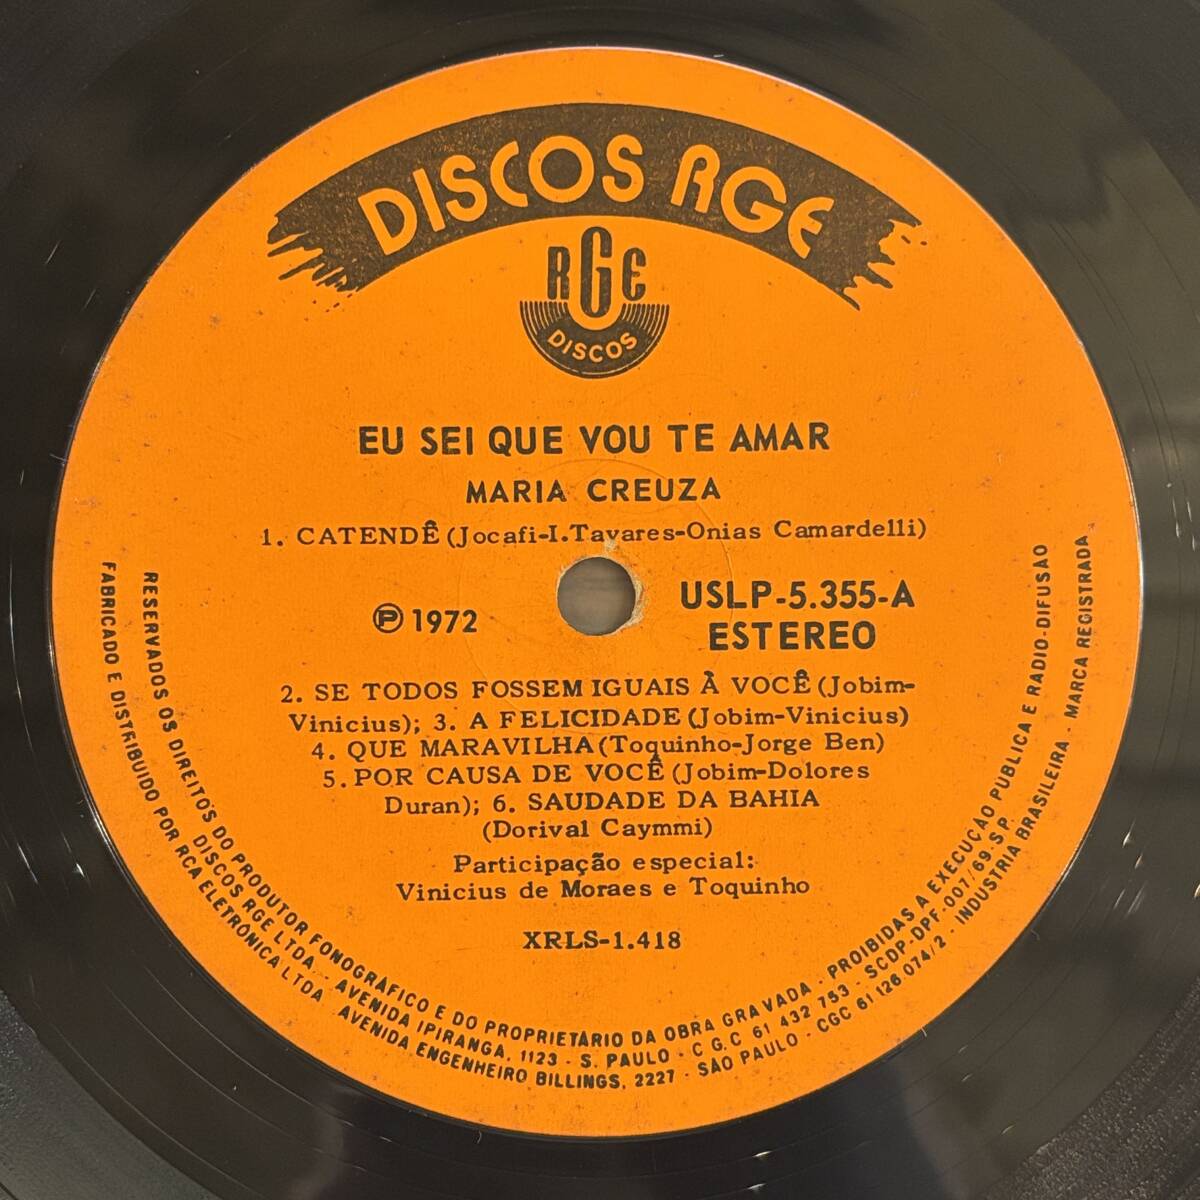 DISCOS RGE
RGE
DISCOS
EU SEI QUE VOU TE AMAR
MARIA CREUZA
1. CATENDÊ (Jocafi-I.Tavares-Onias Camardelli)
℗ 1972
USLP-5.355-A
ESTEREO
2. SE TODOS FOSSEM IGUAIS À VOCÊ (Jobim-
Vinicius); 3. A FELICIDADE (Jobim-Vinicius)
4. QUE MARAVILHA (Toquinho-Jorge Ben)
5. POR CAUSA DE VOCÊ (Jobim-Dolores
Duran); 6. SAUDADE DA BAHIA
(Dorival Caymmi)
Participação especial:
Vinicius de Moraes e Toquinho
XRLS-1.418
RESERVADOS OS DIREITOS DO PRODUTOR FONOGRÁFICO E DO PROPRIETÁRIO DA OBRA GRAVADA - PROIBIDAS A EXECUÇÃO PÚBLICA E RADIO-DIFUSÃO
DISCOS RGE LTDA - AVENIDA IPIRANGA, 1123 - S. PAULO - C G. C 61 432 753 - SCDP-DPF-007/69.S P.
FABRICADO E DISTRIBUIDO POR RCA ELETRÔNICA LTDA AVENIDA ENGENHEIRO BILLINGS, 2227 - SÃO PAULO - CGC 61 126.074/2 - INDUSTRIA BRASILEIRA - MARCA REGISTRADA